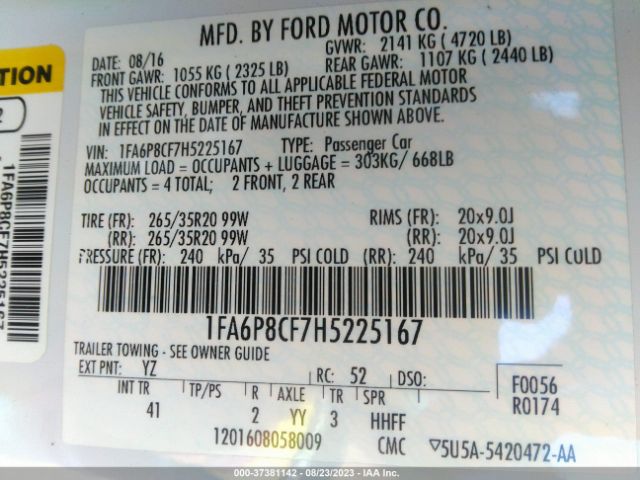 MFD. BY FORD MOTOR CO.
DATE: 08/16 GVWR: 2141 KG ( 4720 LB)
FRONT GAWR: 1055 KG ( 2325 LB) REAR GAWR: 1107 KG ( 2440 LB)
THIS VEHICLE CONFORMS TO ALL APPLICABLE FEDERAL MOTOR
VEHICLE SAFETY, BUMPER, AND THEFT PREVENTION STANDARDS
IN EFFECT ON THE DATE OF MANUFACTURE SHOWN ABOVE.
VIN: 1FA6P8CF7H5225167 TYPE: Passenger Car
MAXIMUM LOAD = OCCUPANTS + LUGGAGE = 303KG/ 668LB
OCCUPANTS = 4 TOTAL; 2 FRONT, 2 REAR
TIRE (FR): 265/35R20 99W RIMS (FR): 20x9.0J
(RR): 265/35R20 99W (RR): 20x9.0J
PRESSURE (FR): 240 kPa/ 35 PSI COLD (RR): 240 kPa/ 35 PSI COLD
1FA6P8CF7H5225167
TRAILER TOWING - SEE OWNER GUIDE
EXT PNT: YZ RC: 52 DSO: F0056
INT TR TP/PS R AXLE TR SPR R0174
41 2 YY 3 HHFF
1201608058009 CMC 5U5A-5420472-AA
TION
2
1FA6P8CF7H5225167
000-37381142 - 08/23/2023 - IAA Inc.